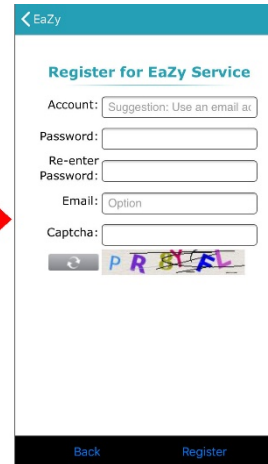 EaZy
Register for EaZy Service
Account: Suggestion: Use an email ac
Password:
Re-enter
Password:
Email: Option
Captcha:
PRSYFL
Back Register